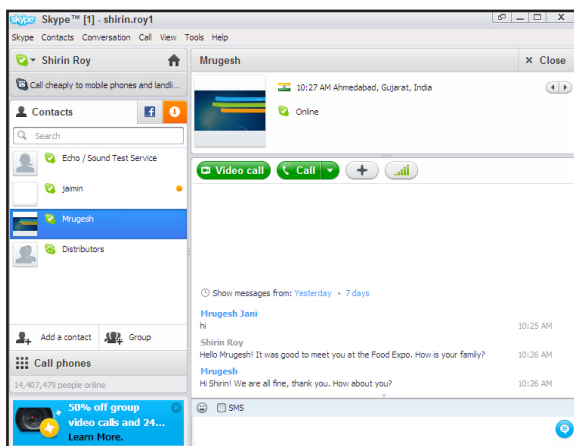 Skype™ [1] - shirin.roy1
Skype Contacts Conversation Call View Tools Help
Shirin Roy
Call cheaply to mobile phones and landli...
Contacts
1
Search
Echo / Sound Test Service
jaimin
Mrugesh
Distributors
Add a contact
Group
Call phones
14,407,479 people online
50% off group
video calls and 24...
Learn More.
Mrugesh
× Close
10:27 AM Ahmedabad, Gujarat, India
Online
Video call
Call
Show messages from: Yesterday • 7 days
Mrugesh Jani
hi 10:25 AM
Shirin Roy
Hello Mrugesh! It was good to meet you at the Food Expo. How is your family? 10:26 AM
Mrugesh
Hi Shirin! We are all fine, thank you. How about you? 10:26 AM
SMS